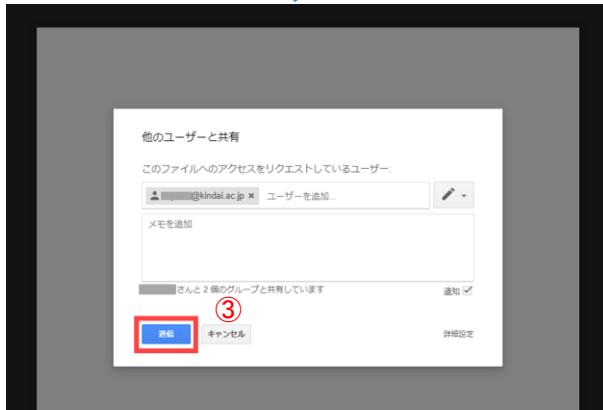 他のユーザーと共有
このファイルへのアクセスをリクエストしているユーザー:
@kindai.ac.jp × ユーザーを追加...
メモを追加
さんと 2 個のグループと共有しています 通知
③
送信 キャンセル 詳細設定